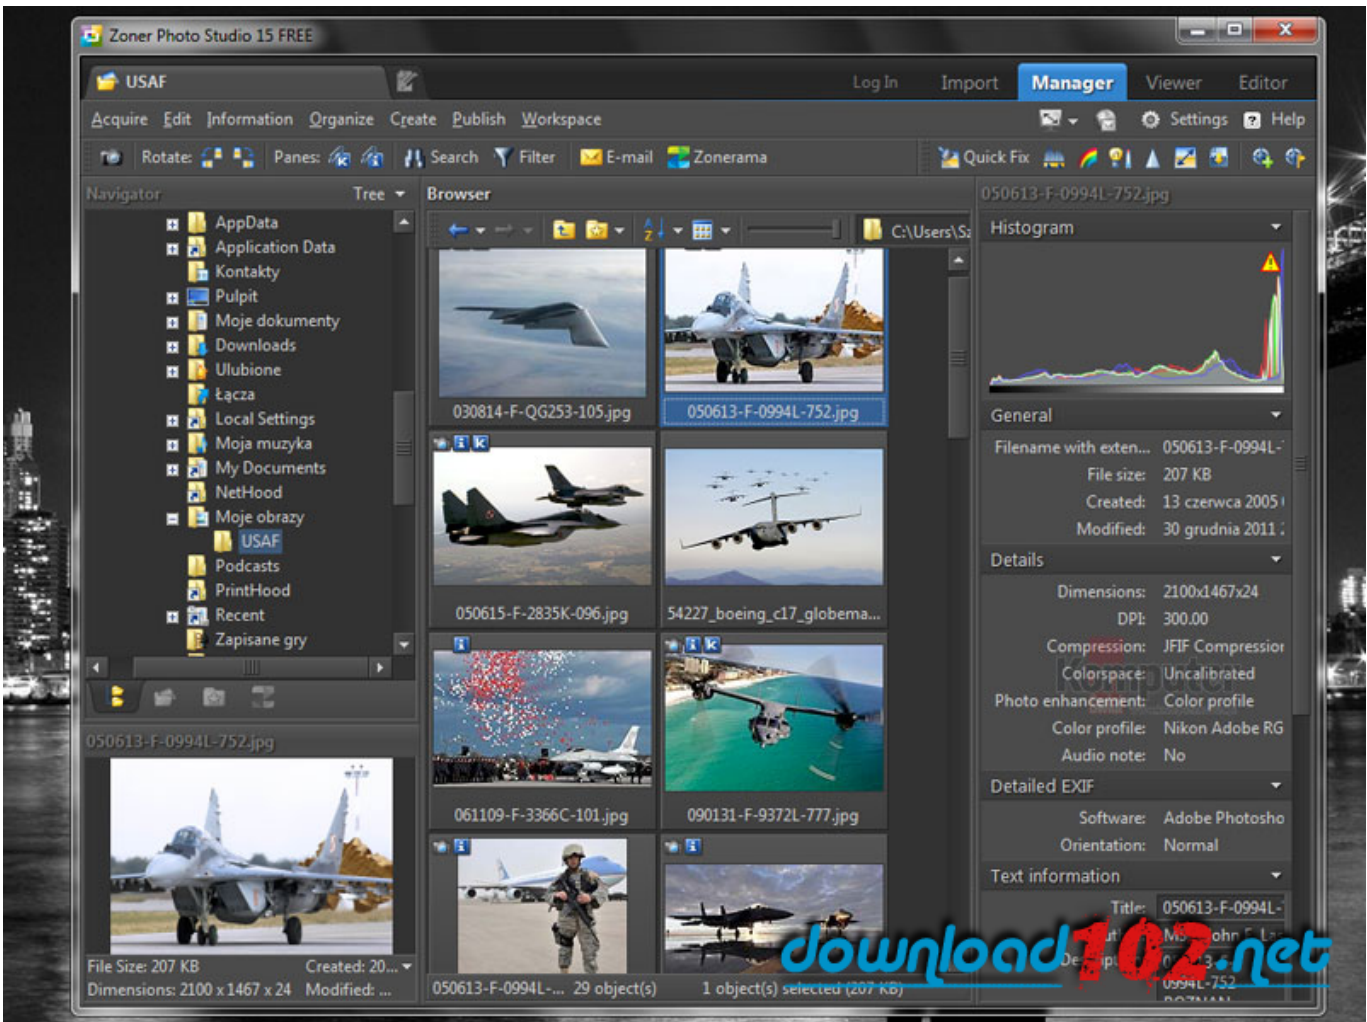 Zoner Photo Studio 15 FREE
USAF
Log In Import Manager Viewer Editor
Acquire Edit Information Organize Create Publish Workspace
Settings Help
Rotate: Panes: Search Filter E-mail Zonerama
Quick Fix
Navigator Tree
AppData
Application Data
Kontakty
Pulpit
Moje dokumenty
Downloads
Ulubione
Łącza
Local Settings
Moja muzyka
My Documents
NetHood
Moje obrazy
USAF
Podcasts
PrintHood
Recent
Zapisane gry
050613-F-0994L-752.jpg
File Size: 207 KB Created: 20...
Dimensions: 2100 x 1467 x 24 Modified: ...
Browser
C:\Users\Sz
030814-F-QG253-105.jpg
050613-F-0994L-752.jpg
050615-F-2835K-096.jpg
54227_boeing_c17_globema...
061109-F-3366C-101.jpg
090131-F-9372L-777.jpg
050613-F-0994L-... 29 object(s) 1 object(s) selected (207 KB)
050613-F-0994L-752.jpg
Histogram
General
Filename with exten... 050613-F-0994L-
File size: 207 KB
Created: 13 czerwca 2005
Modified: 30 grudnia 2011
Details
Dimensions: 2100x1467x24
DPI: 300.00
Compression: JFIF Compression
Colorspace: Uncalibrated
Photo enhancement: Color profile
Color profile: Nikon Adobe RG
Audio note: No
Komputer
Detailed EXIF
Software: Adobe Photosho
Orientation: Normal
Text information
Title: 050613-F-0994L-
0994L-752
POZNAN
download102.net